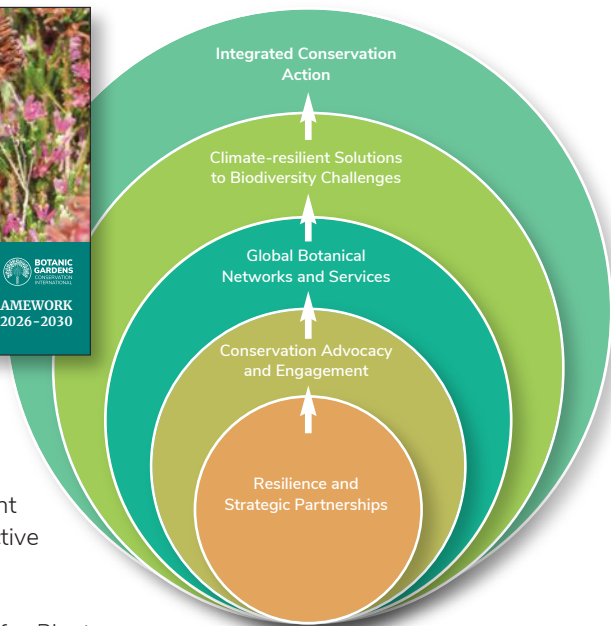 Integrated Conservation
Action
Climate-resilient Solutions
to Biodiversity Challenges
Global Botanical
Networks and Services
Conservation Advocacy
and Engagement
Resilience and
Strategic Partnerships
BOTANIC
GARDENS
CONSERVATION
INTERNATIONAL
AMEWORK
2026-2030
nt
tive